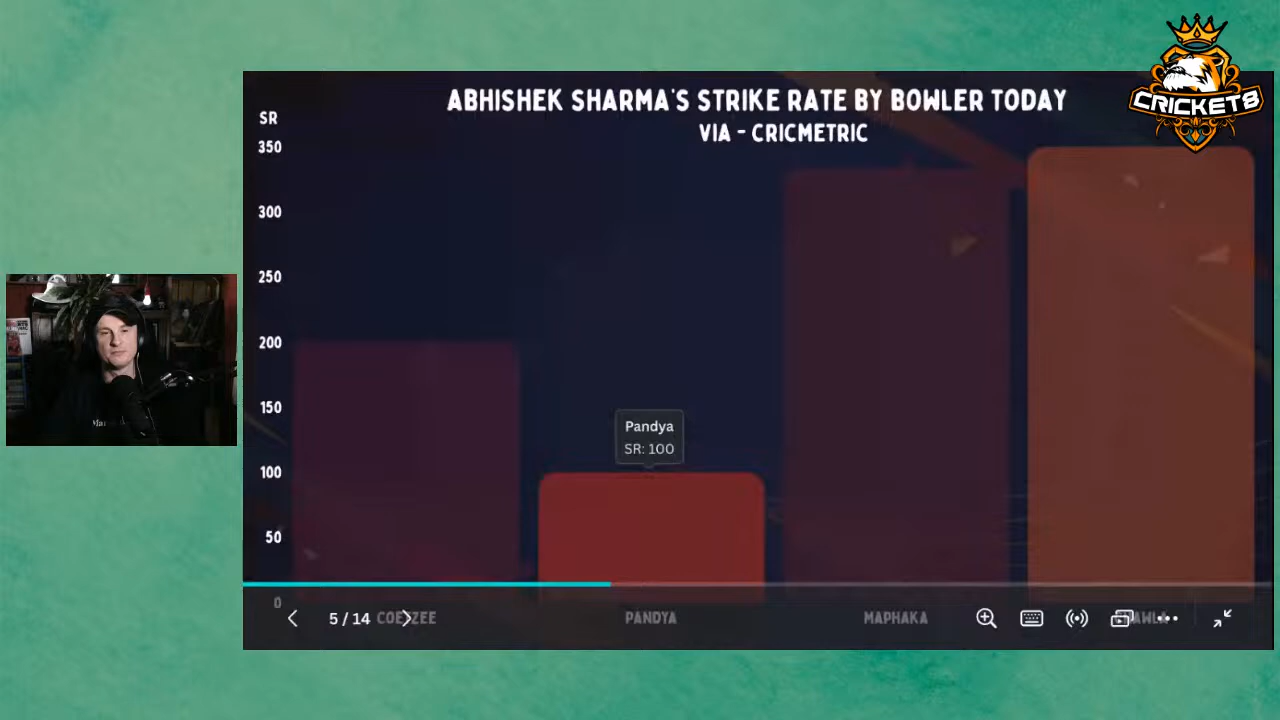 CRICKET8
ABHISHEK SHARMA'S STRIKE RATE BY BOWLER TODAY
VIA - CRICMETRIC
SR
350
300
250
200
150
100
50
0
Pandya
SR: 100
5 / 14
PANDYA
MAPHAKA